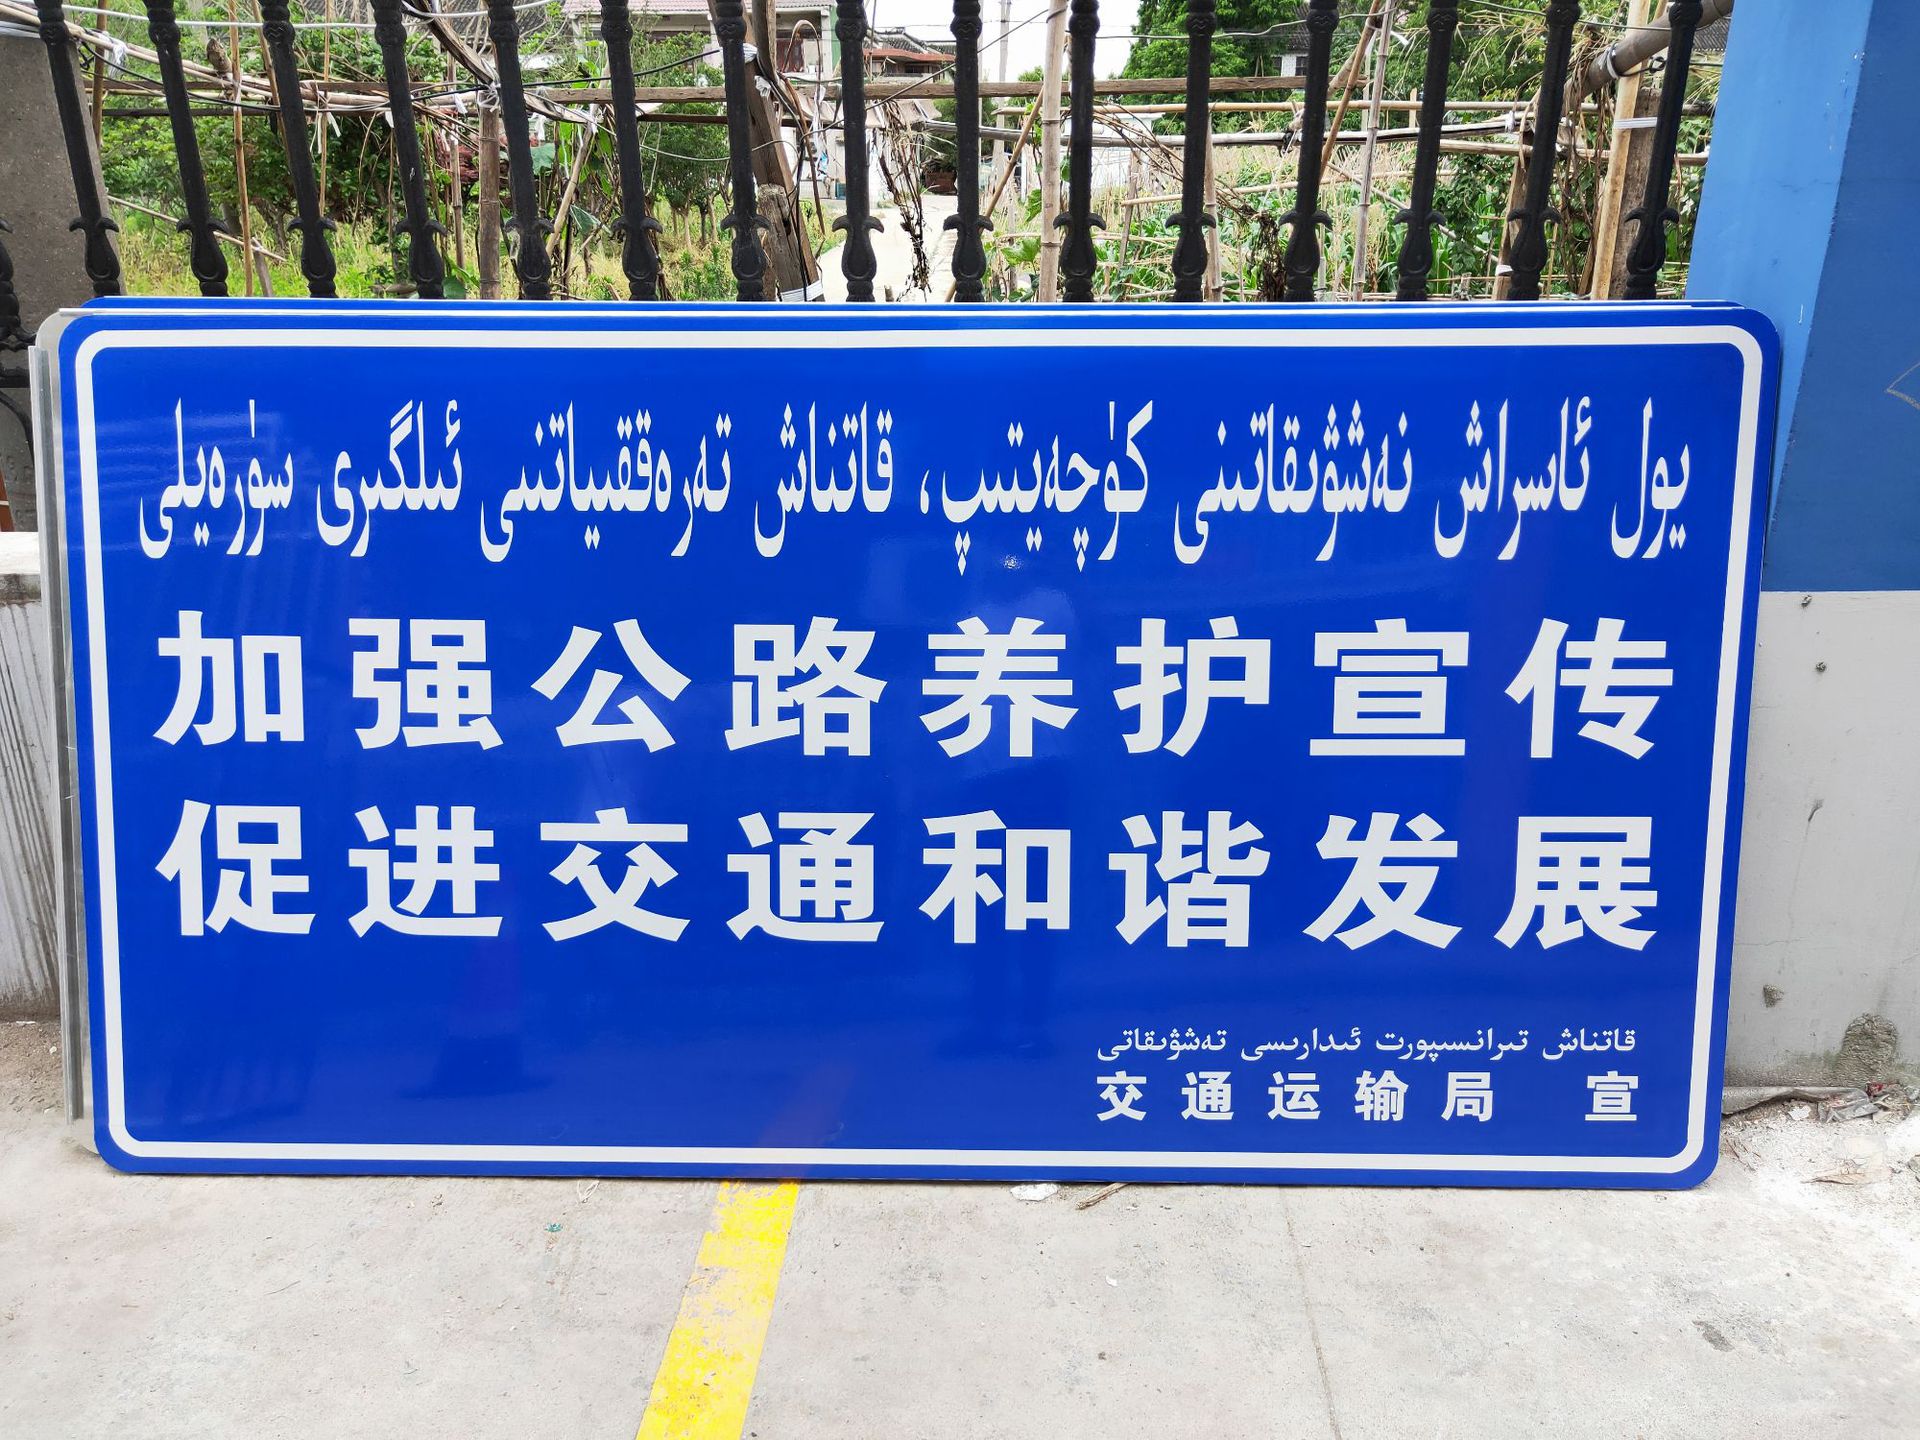 يول ئاسراش نەشۋىقاتىنى كۈچەيتىپ، قاتناش تەرەققىياتىنى ئىلگىرى سۈرەيلى
加强公路养护宣传
促进交通和谐发展
قاتناش تىرانسىپورت ئىدارىسى تەشۋىقاتى
交通运输局 宣